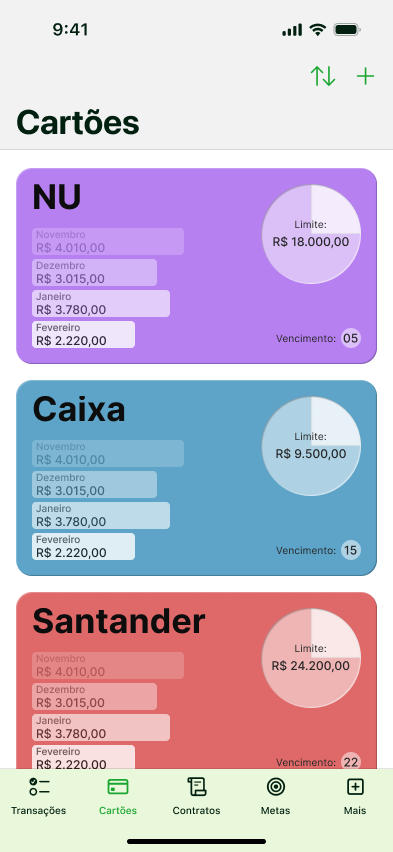 9:41
Cartões
NU
Novembro
R$ 4.010,00
Dezembro
R$ 3.015,00
Janeiro
R$ 3.780,00
Fevereiro
R$ 2.220,00
Limite:
R$ 18.000,00
Vencimento: 05
Caixa
Novembro
R$ 4.010,00
Dezembro
R$ 3.015,00
Janeiro
R$ 3.780,00
Fevereiro
R$ 2.220,00
Limite:
R$ 9.500,00
Vencimento: 15
Santander
Novembro
R$ 4.010,00
Dezembro
R$ 3.015,00
Janeiro
R$ 3.780,00
Fevereiro
R$ 2.220,00
Limite:
R$ 24.200,00
Vencimento: 22
Transações
Cartões
Contratos
Metas
Mais